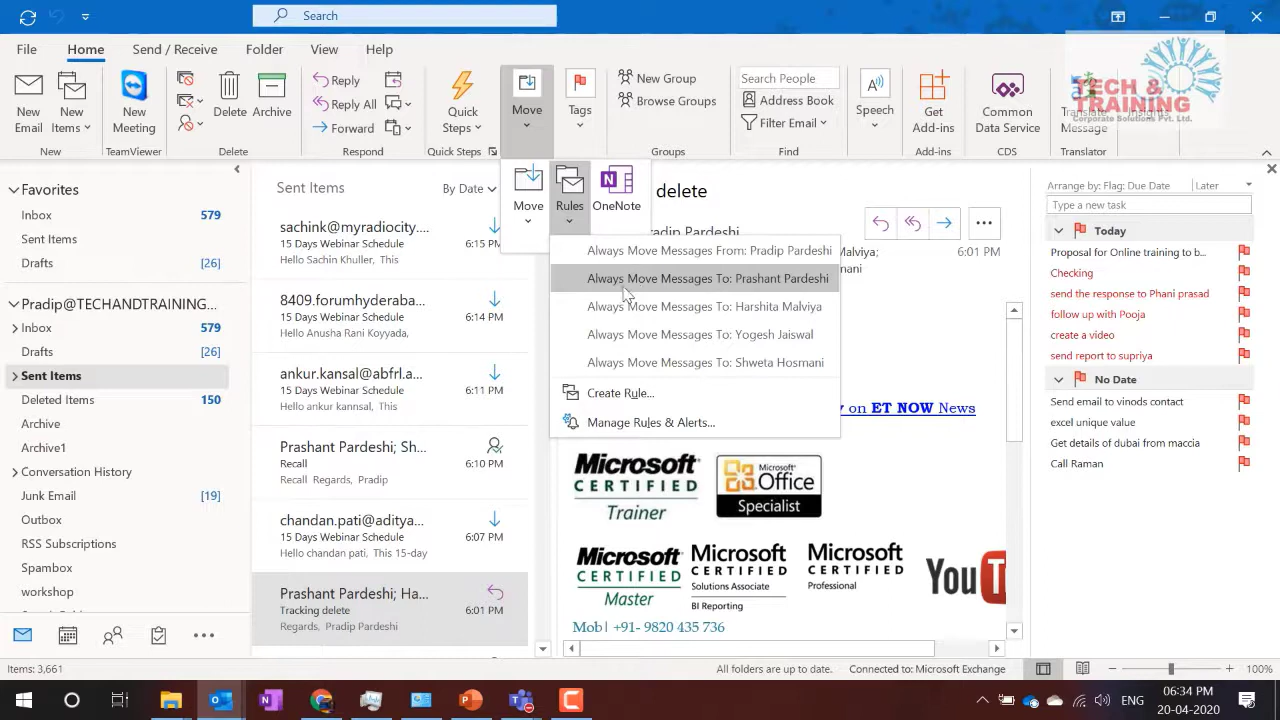 Search
File
Home
Send / Receive
Folder
View
Help
New Email
New Items
New Meeting
Delete
Archive
Reply
Reply All
Forward
Quick Steps
Move
Tags
New Group
Browse Groups
Search People
Address Book
Filter Email
Speech
Get Add-ins
Common Data Service
Translate Message
Insights
TECH &
TRAINING
Corporate Solutions Pvt. Ltd.
New
TeamViewer
Delete
Respond
Quick Steps
Groups
Find
Add-ins
CDS
Translator
Move
Rules
OneNote
Favorites
Inbox 579
Sent Items
Drafts [26]
Pradip@TECHANDTRAINING...
Inbox 579
Drafts [26]
Sent Items
Deleted Items 150
Archive
Archive1
Conversation History
Junk Email [19]
Outbox
RSS Subscriptions
Spambox
workshop
Sent Items
By Date
sachink@myradiocity....
15 Days Webinar Schedule 6:15 PM
Hello Sachin Khuller, This
8409.forumhyderaba...
15 Days Webinar Schedule 6:14 PM
Hello Anusha Rani Koyyada,
ankur.kansal@abfrl.a...
15 Days Webinar Schedule 6:11 PM
Hello ankur kannsal, This
Prashant Pardeshi; Sh...
Recall 6:10 PM
Recall Regards, Pradip
chandan.pati@aditya...
15 Days Webinar Schedule 6:07 PM
Hello chandan pati, This 15-day
Prashant Pardeshi; Ha...
Tracking delete 6:01 PM
Regards, Pradip Pardeshi
delete
adip Pardeshi
Malviya; 6:01 PM
Always Move Messages From: Pradip Pardeshi
Always Move Messages To: Prashant Pardeshi
Always Move Messages To: Harshita Malviya
Always Move Messages To: Yogesh Jaiswal
Always Move Messages To: Shweta Hosmani
Create Rule...
Manage Rules & Alerts...
on ET NOW News
Microsoft
CERTIFIED
Trainer
Microsoft
Office
Specialist
Microsoft
CERTIFIED
Master
Microsoft
CERTIFIED
Solutions Associate
BI Reporting
Microsoft
CERTIFIED
Professional
YouT
Mob| +91- 9820 435 736
Arrange by: Flag: Due Date Later
Type a new task
Today
Proposal for Online training to b...
Checking
send the response to Phani prasad
follow up with Pooja
create a video
send report to supriya
No Date
Send email to vinods contact
excel unique value
Get details of dubai from maccia
Call Raman
Items: 3,661
All folders are up to date.
Connected to: Microsoft Exchange
100%
ENG
06:34 PM
20-04-2020